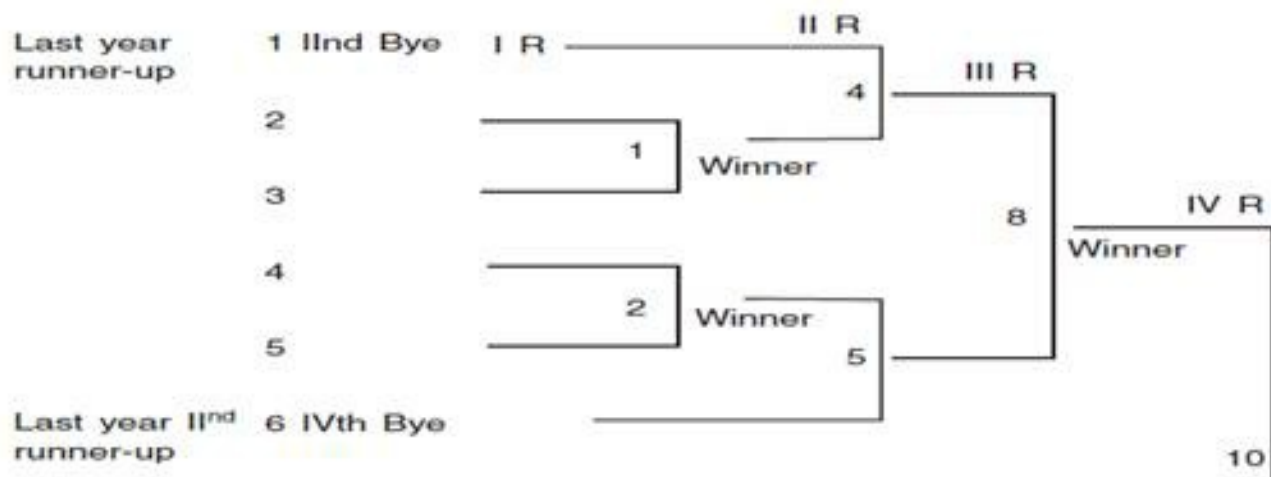 II R
Last year 1 IInd Bye I R
runner-up
III R
4
2
1
Winner
3
IV R
8
Winner
4
2
Winner
5
5
Last year IInd 6 IVth Bye
runner-up
10